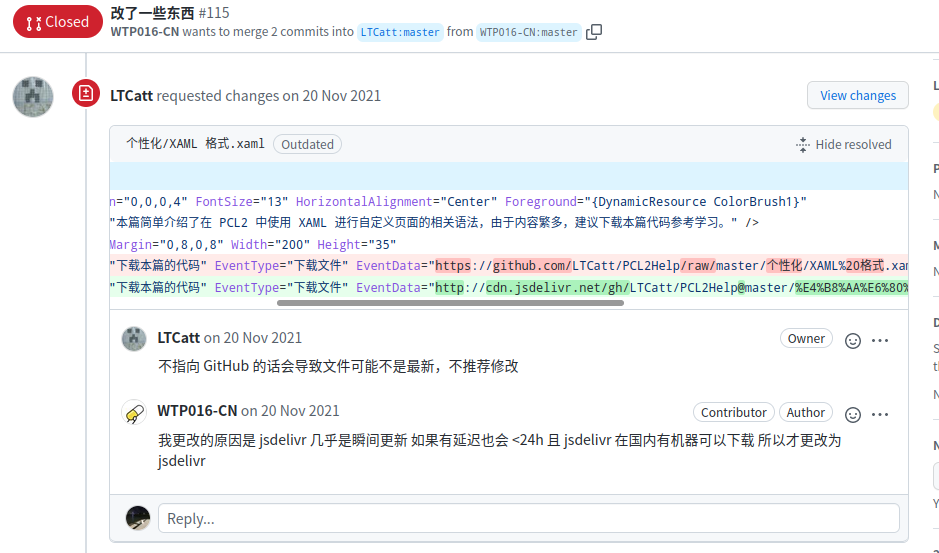 Closed
改了一些东西 #115
WTP016-CN wants to merge 2 commits into LTCatt:master from WTP016-CN:master
LTCatt requested changes on 20 Nov 2021
View changes
个性化/XAML 格式.xaml
Outdated
Hide resolved
n="0,0,0,4" FontSize="13" HorizontalAlignment="Center" Foreground="{DynamicResource ColorBrush1}"
"本篇简单介绍了在 PCL2 中使用 XAML 进行自定义页面的相关语法，由于内容繁多，建议下载本篇代码参考学习。" />
Margin="0,8,0,8" Width="200" Height="35"
"下载本篇的代码" EventType="下载文件" EventData="https://github.com/LTCatt/PCL2Help/raw/master/个性化/XAML%20格式.xam
"下载本篇的代码" EventType="下载文件" EventData="http://cdn.jsdelivr.net/gh/LTCatt/PCL2Help@master/%E4%B8%AA%E6%80%
LTCatt on 20 Nov 2021
Owner
不指向 GitHub 的话会导致文件可能不是最新，不推荐修改
WTP016-CN on 20 Nov 2021
Contributor
Author
我更改的原因是 jsdelivr 几乎是瞬间更新 如果有延迟也会 <24h 且 jsdelivr 在国内有机器可以下载 所以才更改为
jsdelivr
Reply...